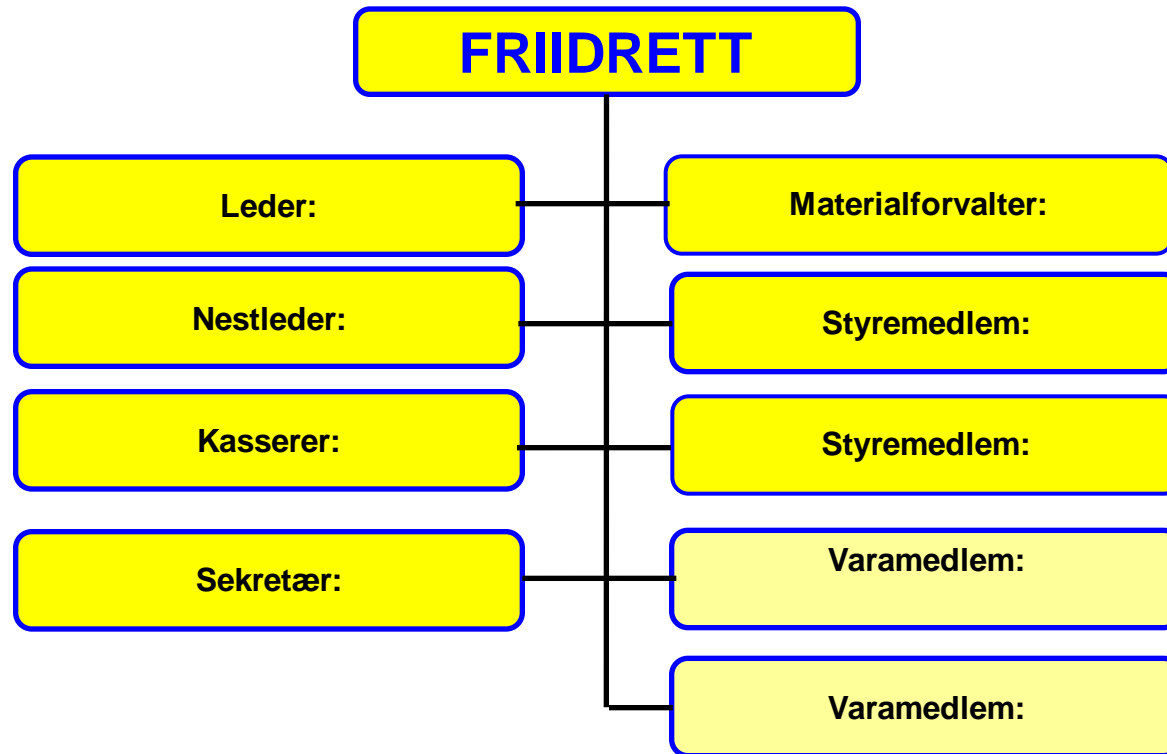 FRIIDRETT
Leder:
Materialforvalter:
Nestleder:
Styremedlem:
Kasserer:
Styremedlem:
Sekretær:
Varamedlem:
Varamedlem: